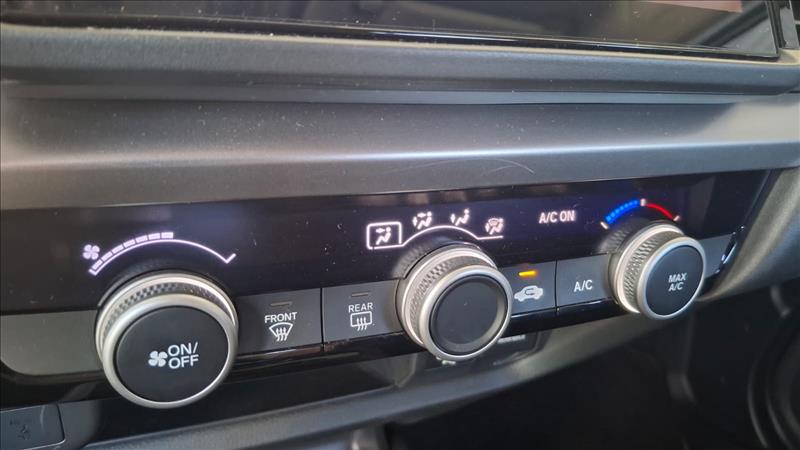 A/C ON
ON/
OFF
FRONT
REAR
A/C
MAX
A/C